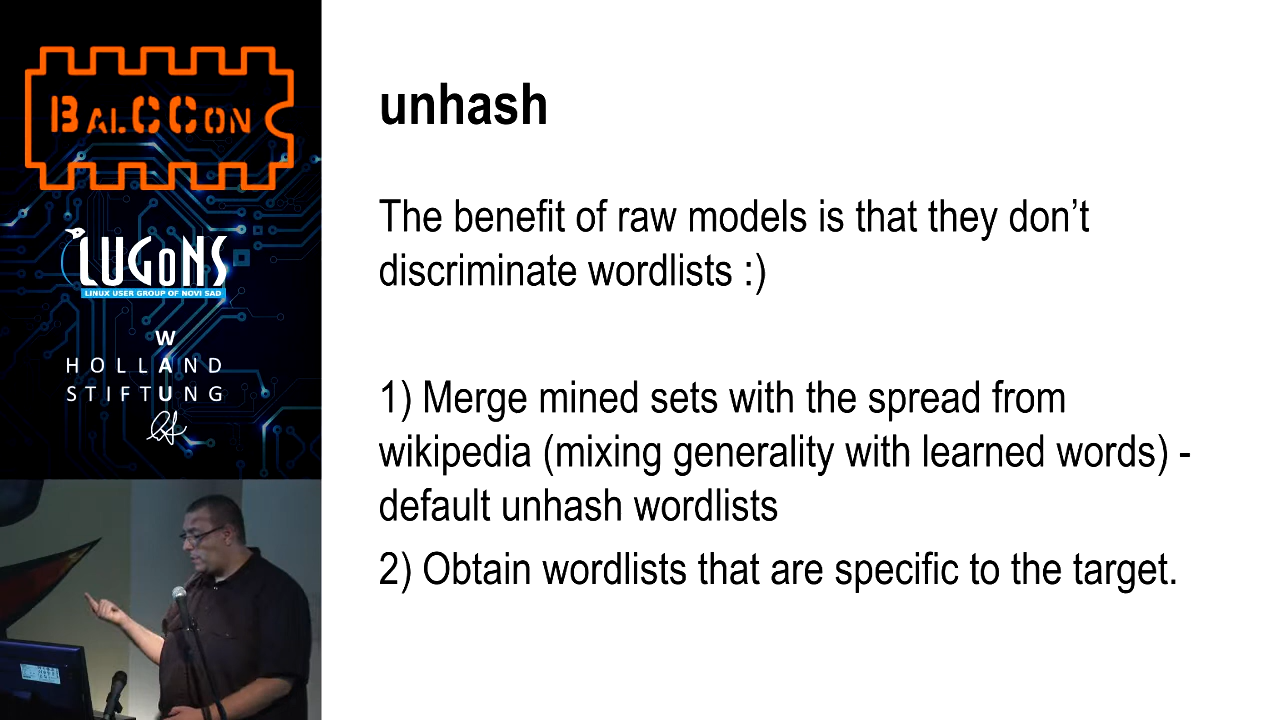 BALCCON
LUGONS
LINUX USER GROUP OF NOVI SAD
W
HOLLAND
STIFTUNG
unhash
The benefit of raw models is that they don’t
discriminate wordlists :)
1) Merge mined sets with the spread from
wikipedia (mixing generality with learned words) -
default unhash wordlists
2) Obtain wordlists that are specific to the target.